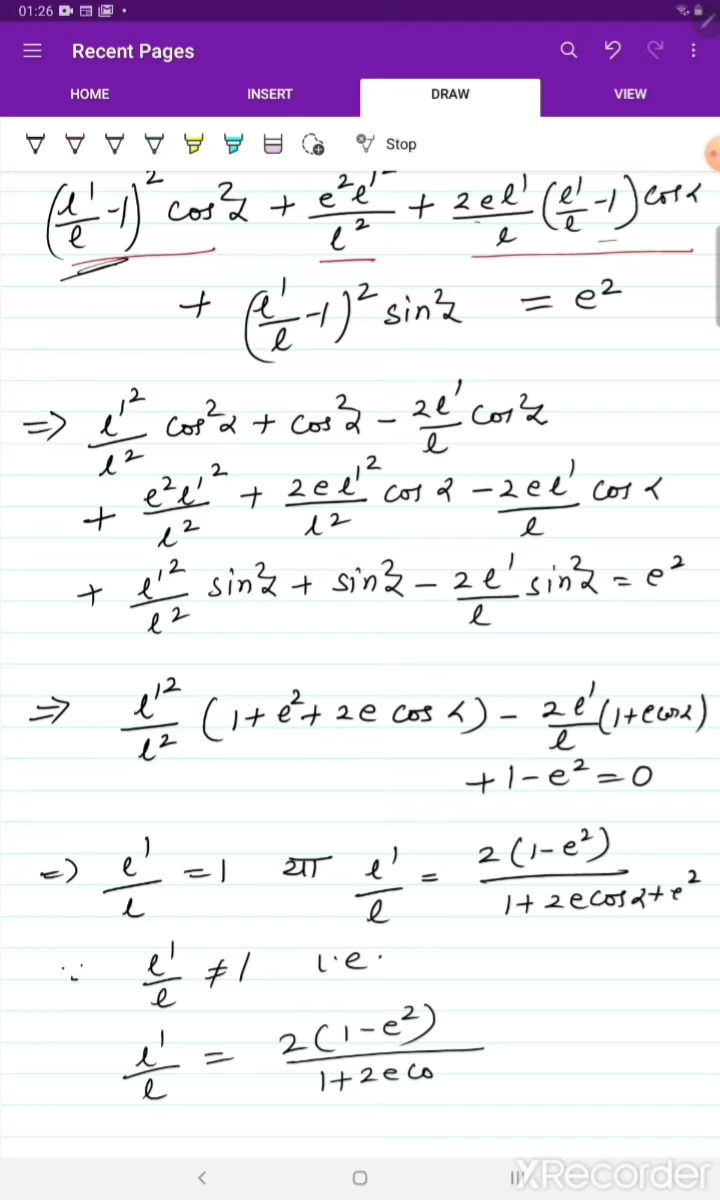 01:26
Recent Pages
HOME INSERT DRAW VIEW
Stop
(l'/l - 1)² cos²α + e²l'²/l² + 2el'/l (l'/l - 1) cosα
+ (l'/l - 1)² sin²α = e²
=> l'²/l² cos²α + cos²α - 2l'/l cos²α
+ e²l'²/l² + 2el'²/l² cosα - 2el'/l cosα
+ l'²/l² sin²α + sin²α - 2l'/l sin²α = e²
=> l'²/l² (1 + e² + 2e cosα) - 2l'/l (1 + e cosα)
+ 1 - e² = 0
=> l'/l = 1 या l'/l = 2(1 - e²)/1 + 2e cosα + e²
∵ l'/l ≠ 1 i.e.
l'/l = 2(1 - e²)/1 + 2e co
XRecorder